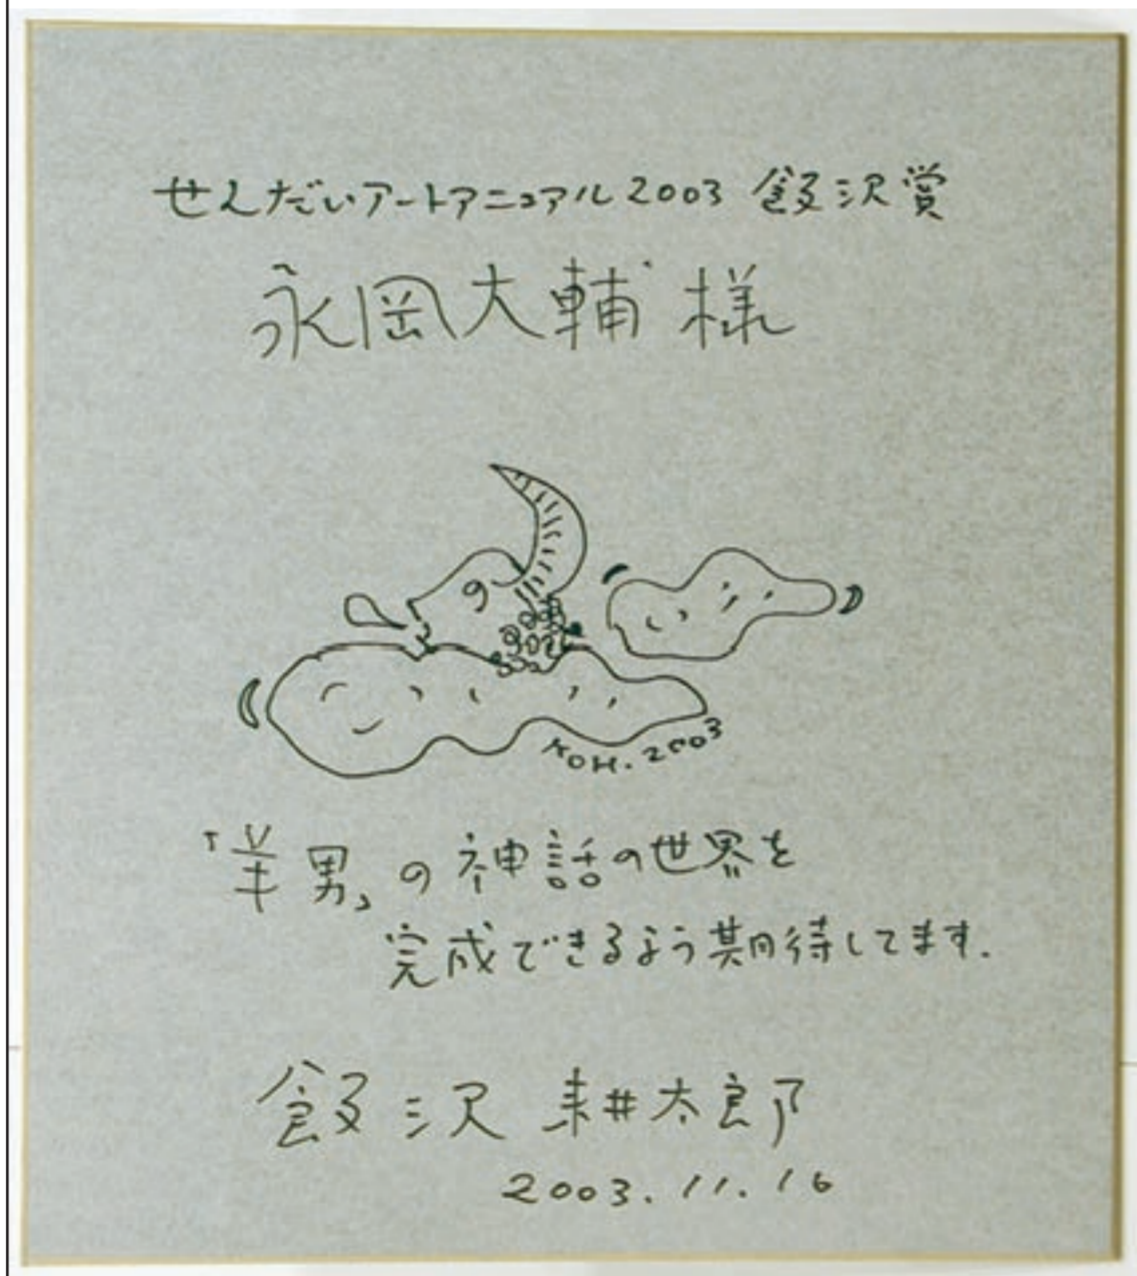 せんだいアートアニュアル2003 飯沢賞
永岡大輔様
KOH.2003
「羊男」の神話の世界を
完成できるよう期待してます.
飯沢耕太郎
2003.11.16